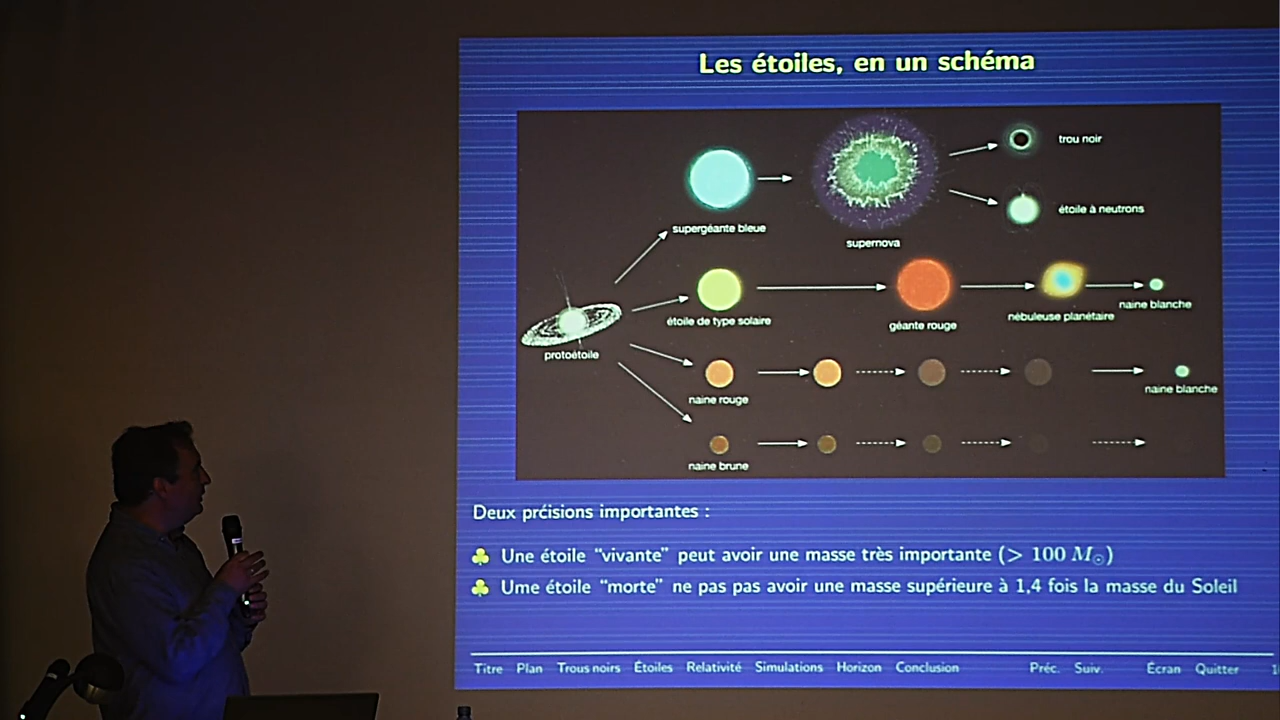 Les étoiles, en un schéma
trou noir
supergéante bleue
étoile à neutrons
supernova
étoile de type solaire
géante rouge
nébuleuse planétaire
naine blanche
protoétoile
naine rouge
naine blanche
naine brune
Deux prćisions importantes :
Une étoile “vivante” peut avoir une masse très importante (> 100 M☉)
Ume étoile “morte” ne pas pas avoir une masse supérieure à 1,4 fois la masse du Soleil
Titre Plan Trous noirs Étoiles Relativité Simulations Horizon Conclusion Préc. Suiv. Écran Quitter